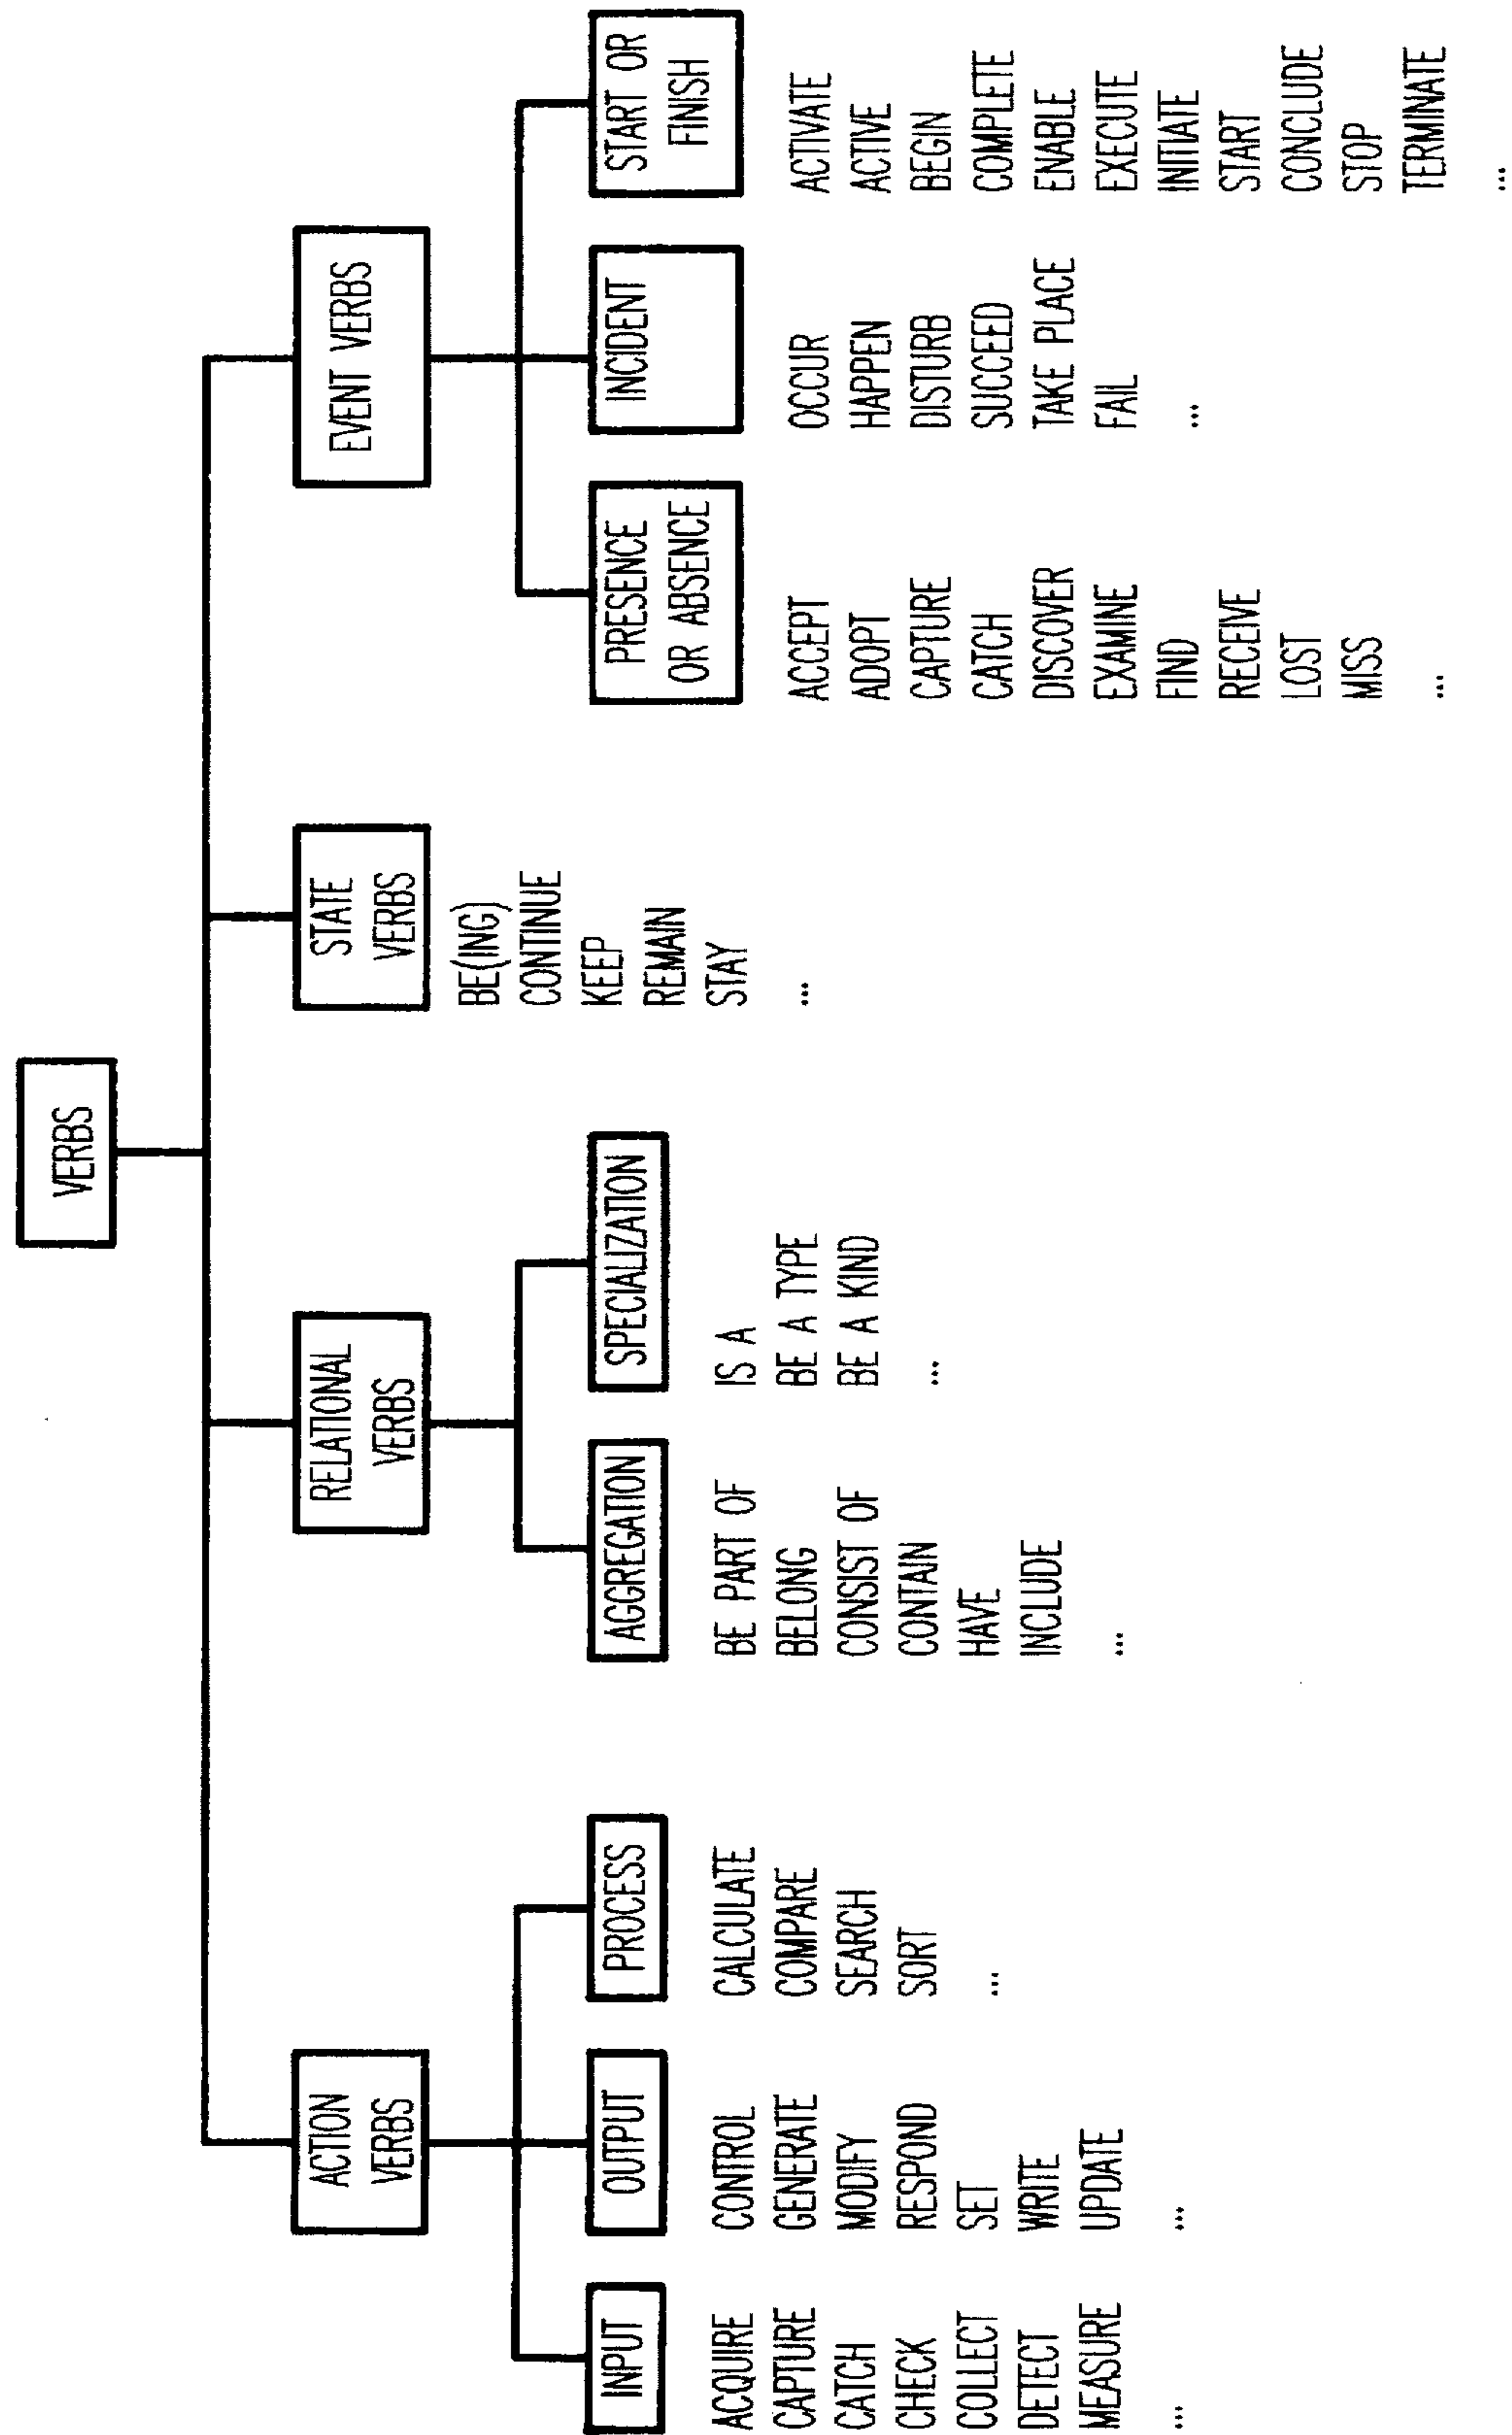 VERBS
ACTION
VERBS
RELATIONAL
VERBS
STATE
VERBS
EVENT VERBS
INPUT
ACQUIRE
CAPTURE
CATCH
CHECK
COLLECT
DETECT
MEASURE
...
OUTPUT
CONTROL
GENERATE
MODIFY
RESPOND
SET
WRITE
UPDATE
...
PROCESS
CALCULATE
COMPARE
SEARCH
SORT
...
AGGREGATION
BE PART OF
BELONG
CONSIST OF
CONTAIN
HAVE
INCLUDE
...
SPECIALIZATION
IS A
BE A TYPE
BE A KIND
...
BE(ING)
CONTINUE
KEEP
REMAIN
STAY
...
PRESENCE
OR ABSENCE
ACCEPT
ADOPT
CAPTURE
CATCH
DISCOVER
EXAMINE
FIND
RECEIVE
LOST
MISS
...
INCIDENT
OCCUR
HAPPEN
DISTURB
SUCCEED
TAKE PLACE
FAIL
...
START OR
FINISH
ACTIVATE
ACTIVE
BEGIN
COMPLETE
ENABLE
EXECUTE
INITIATE
START
CONCLUDE
STOP
TERMINATE
...